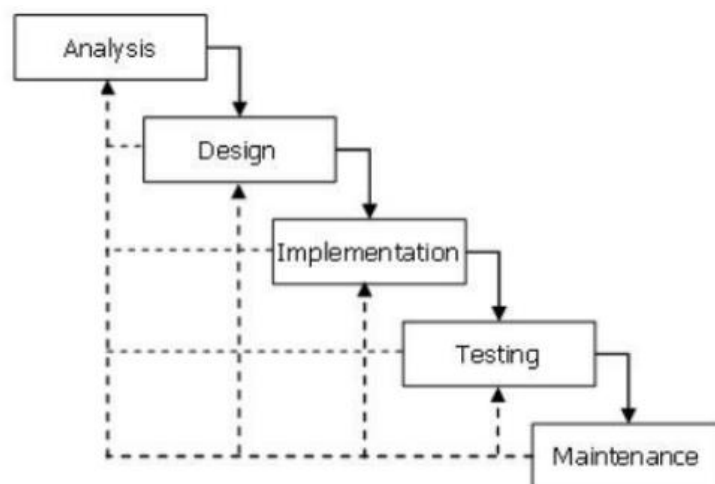 Analysis
Design
Implementation
Testing
Maintenance